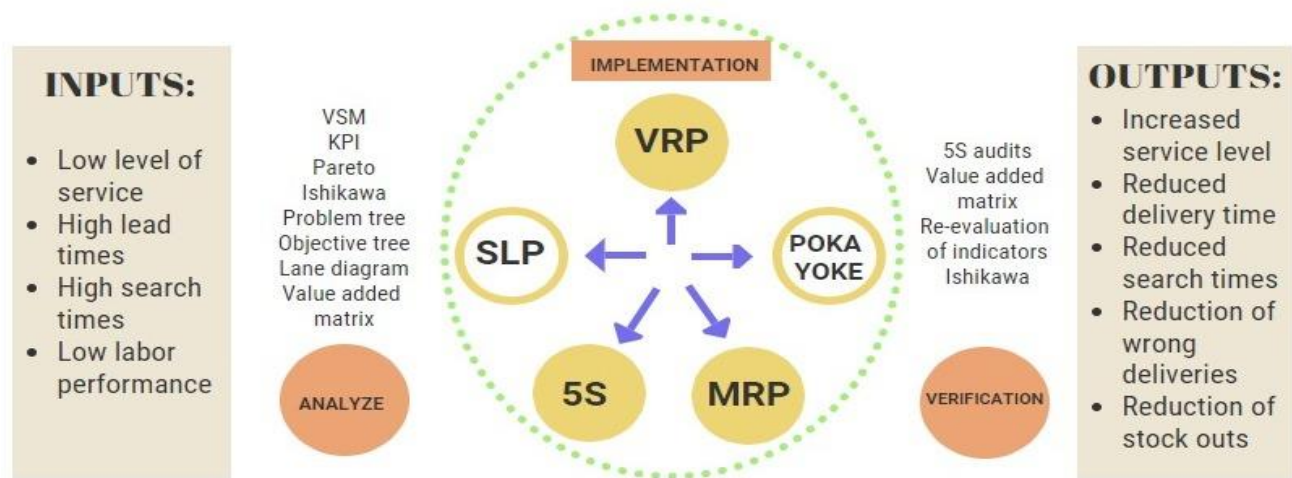 INPUTS:
• Low level of
service
• High lead
times
• High search
times
• Low labor
performance
VSM
KPI
Pareto
Ishikawa
Problem tree
Objective tree
Lane diagram
Value added
matrix
ANALYZE
IMPLEMENTATION
VRP
SLP
POKA
YOKE
5S
MRP
5S audits
Value added
matrix
Re-evaluation
of indicators
Ishikawa
VERIFICATION
OUTPUTS:
• Increased
service level
• Reduced
delivery time
• Reduced
search times
• Reduction of
wrong
deliveries
• Reduction of
stock outs